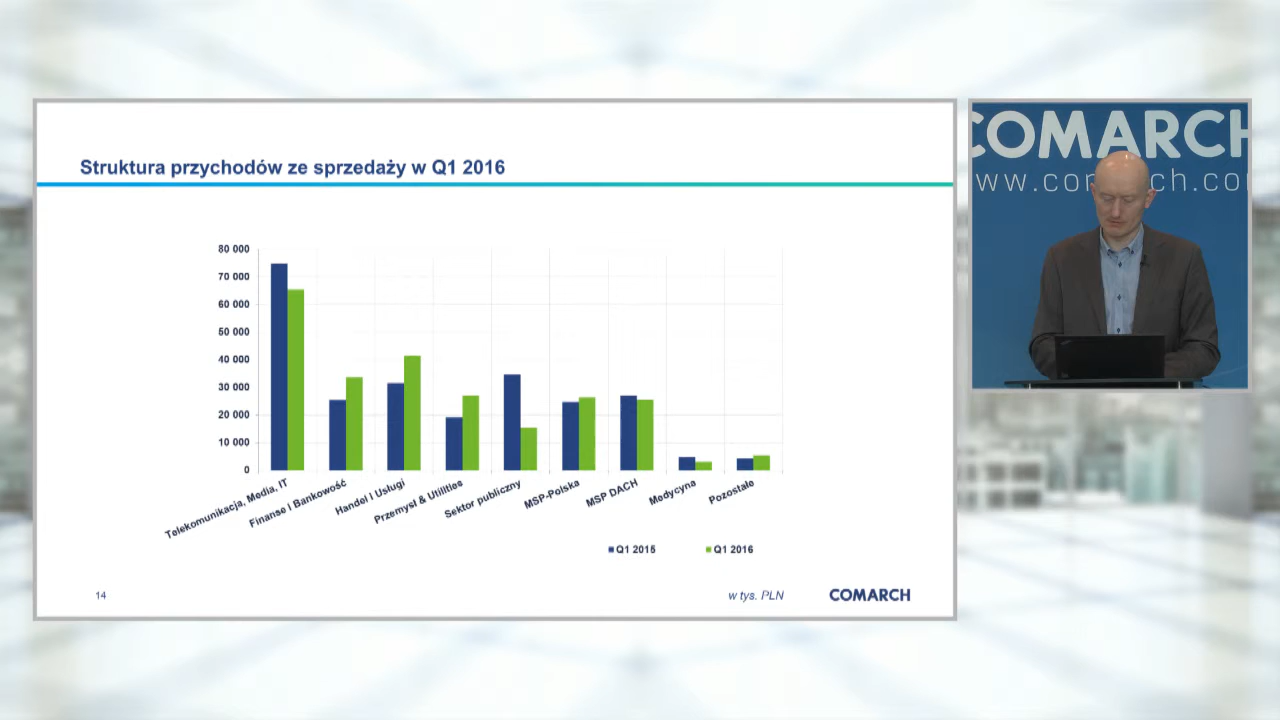 Struktura przychodów ze sprzedaży w Q1 2016
80 000
70 000
60 000
50 000
40 000
30 000
20 000
10 000
0
Telekomunikacja, Media, IT
Finanse i Bankowość
Handel i Usługi
Przemysł & Utilities
Sektor publiczny
MSP-Polska
MSP DACH
Medycyna
Pozostałe
Q1 2015
Q1 2016
14
w tys. PLN
COMARCH
COMARCH
ww.comarch.co